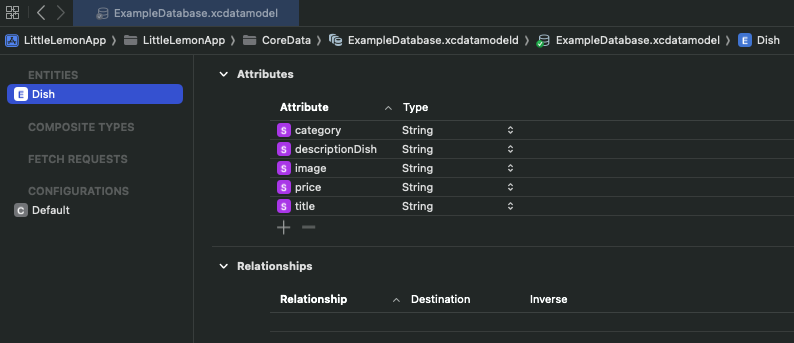 ExampleDatabase.xcdatamodel
LittleLemonApp LittleLemonApp CoreData ExampleDatabase.xcdatamodeld ExampleDatabase.xcdatamodel E Dish
ENTITIES
E Dish
COMPOSITE TYPES
FETCH REQUESTS
CONFIGURATIONS
C Default
Attributes
Attribute Type
S category String
S descriptionDish String
S image String
S price String
S title String
Relationships
Relationship Destination Inverse